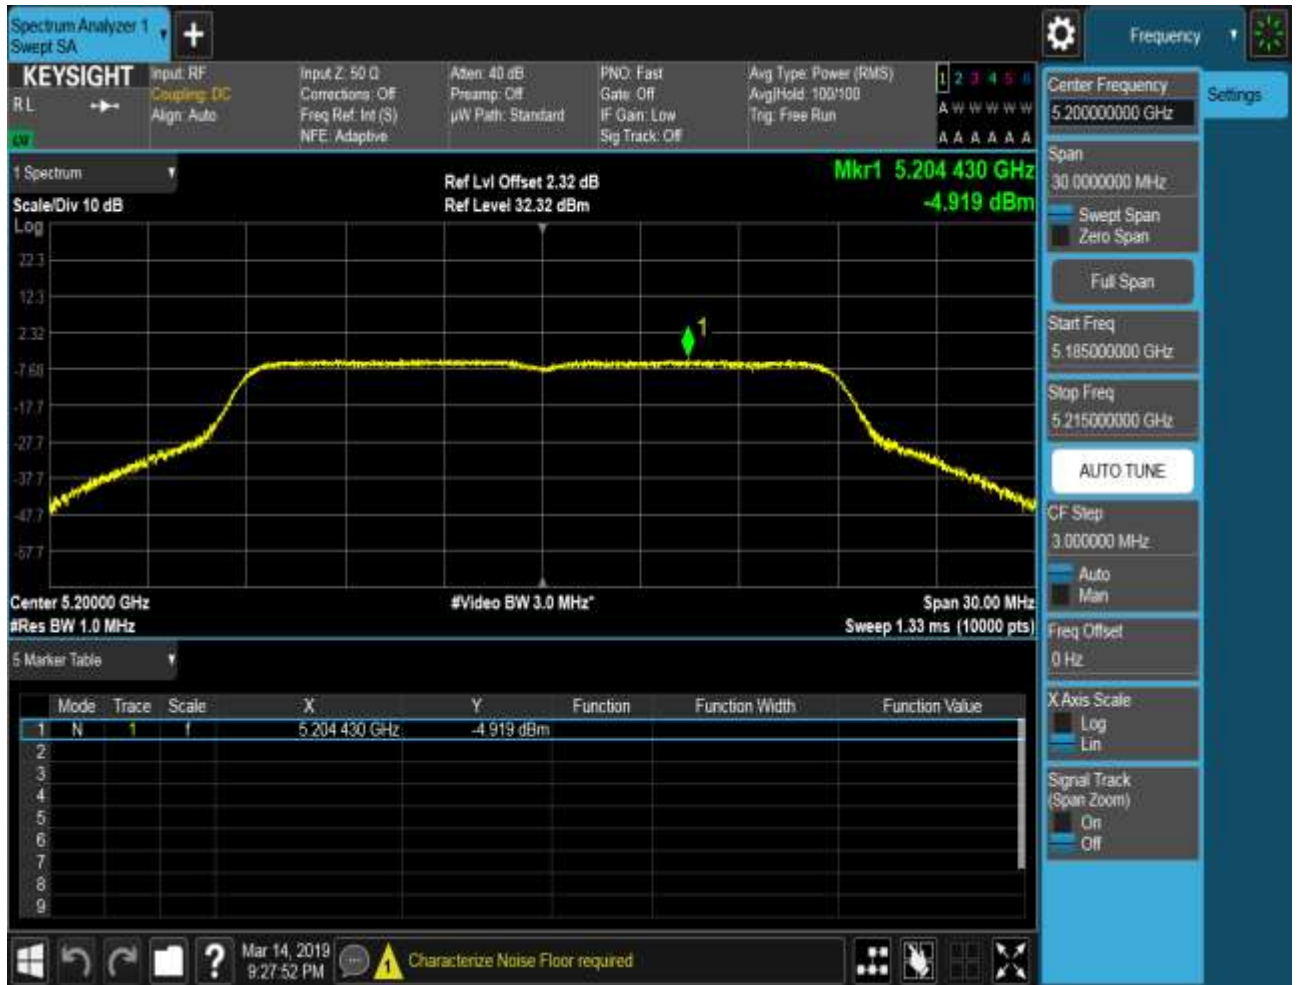 Spectrum Analyzer 1
Swept SA
Frequency
KEYSIGHT
RL
Input: RF
Coupling: DC
Align: Auto
Input Z: 50 Ω
Corrections: Off
Freq Ref: Int (S)
NFE: Adaptive
Atten: 40 dB
Preamp: Off
µW Path: Standard
PNO: Fast
Gate: Off
IF Gain: Low
Sig Track: Off
Avg Type: Power (RMS)
Avg|Hold: 100/100
Trig: Free Run
1 2 3 4 5 6
A W W W W W
A A A A A A
1 Spectrum
Scale/Div 10 dB
Ref Lvl Offset 2.32 dB
Ref Level 32.32 dBm
Mkr1 5.204 430 GHz
-4.919 dBm
Log
22.3
12.3
2.32
-7.68
-17.7
-27.7
-37.7
-47.7
-57.7
1
Center 5.20000 GHz
#Res BW 1.0 MHz
#Video BW 3.0 MHz*
Span 30.00 MHz
Sweep 1.33 ms (10000 pts)
5 Marker Table
Mode Trace Scale X Y Function Function Width Function Value
1 N 1 f 5.204 430 GHz -4.919 dBm
2
3
4
5
6
7
8
9
Mar 14, 2019
9:27:52 PM
?
1
Characterize Noise Floor required
Settings
Center Frequency
5.200000000 GHz
Span
30.0000000 MHz
Swept Span
Zero Span
Full Span
Start Freq
5.185000000 GHz
Stop Freq
5.215000000 GHz
AUTO TUNE
CF Step
3.000000 MHz
Auto
Man
Freq Offset
0 Hz
X Axis Scale
Log
Lin
Signal Track
(Span Zoom)
On
Off